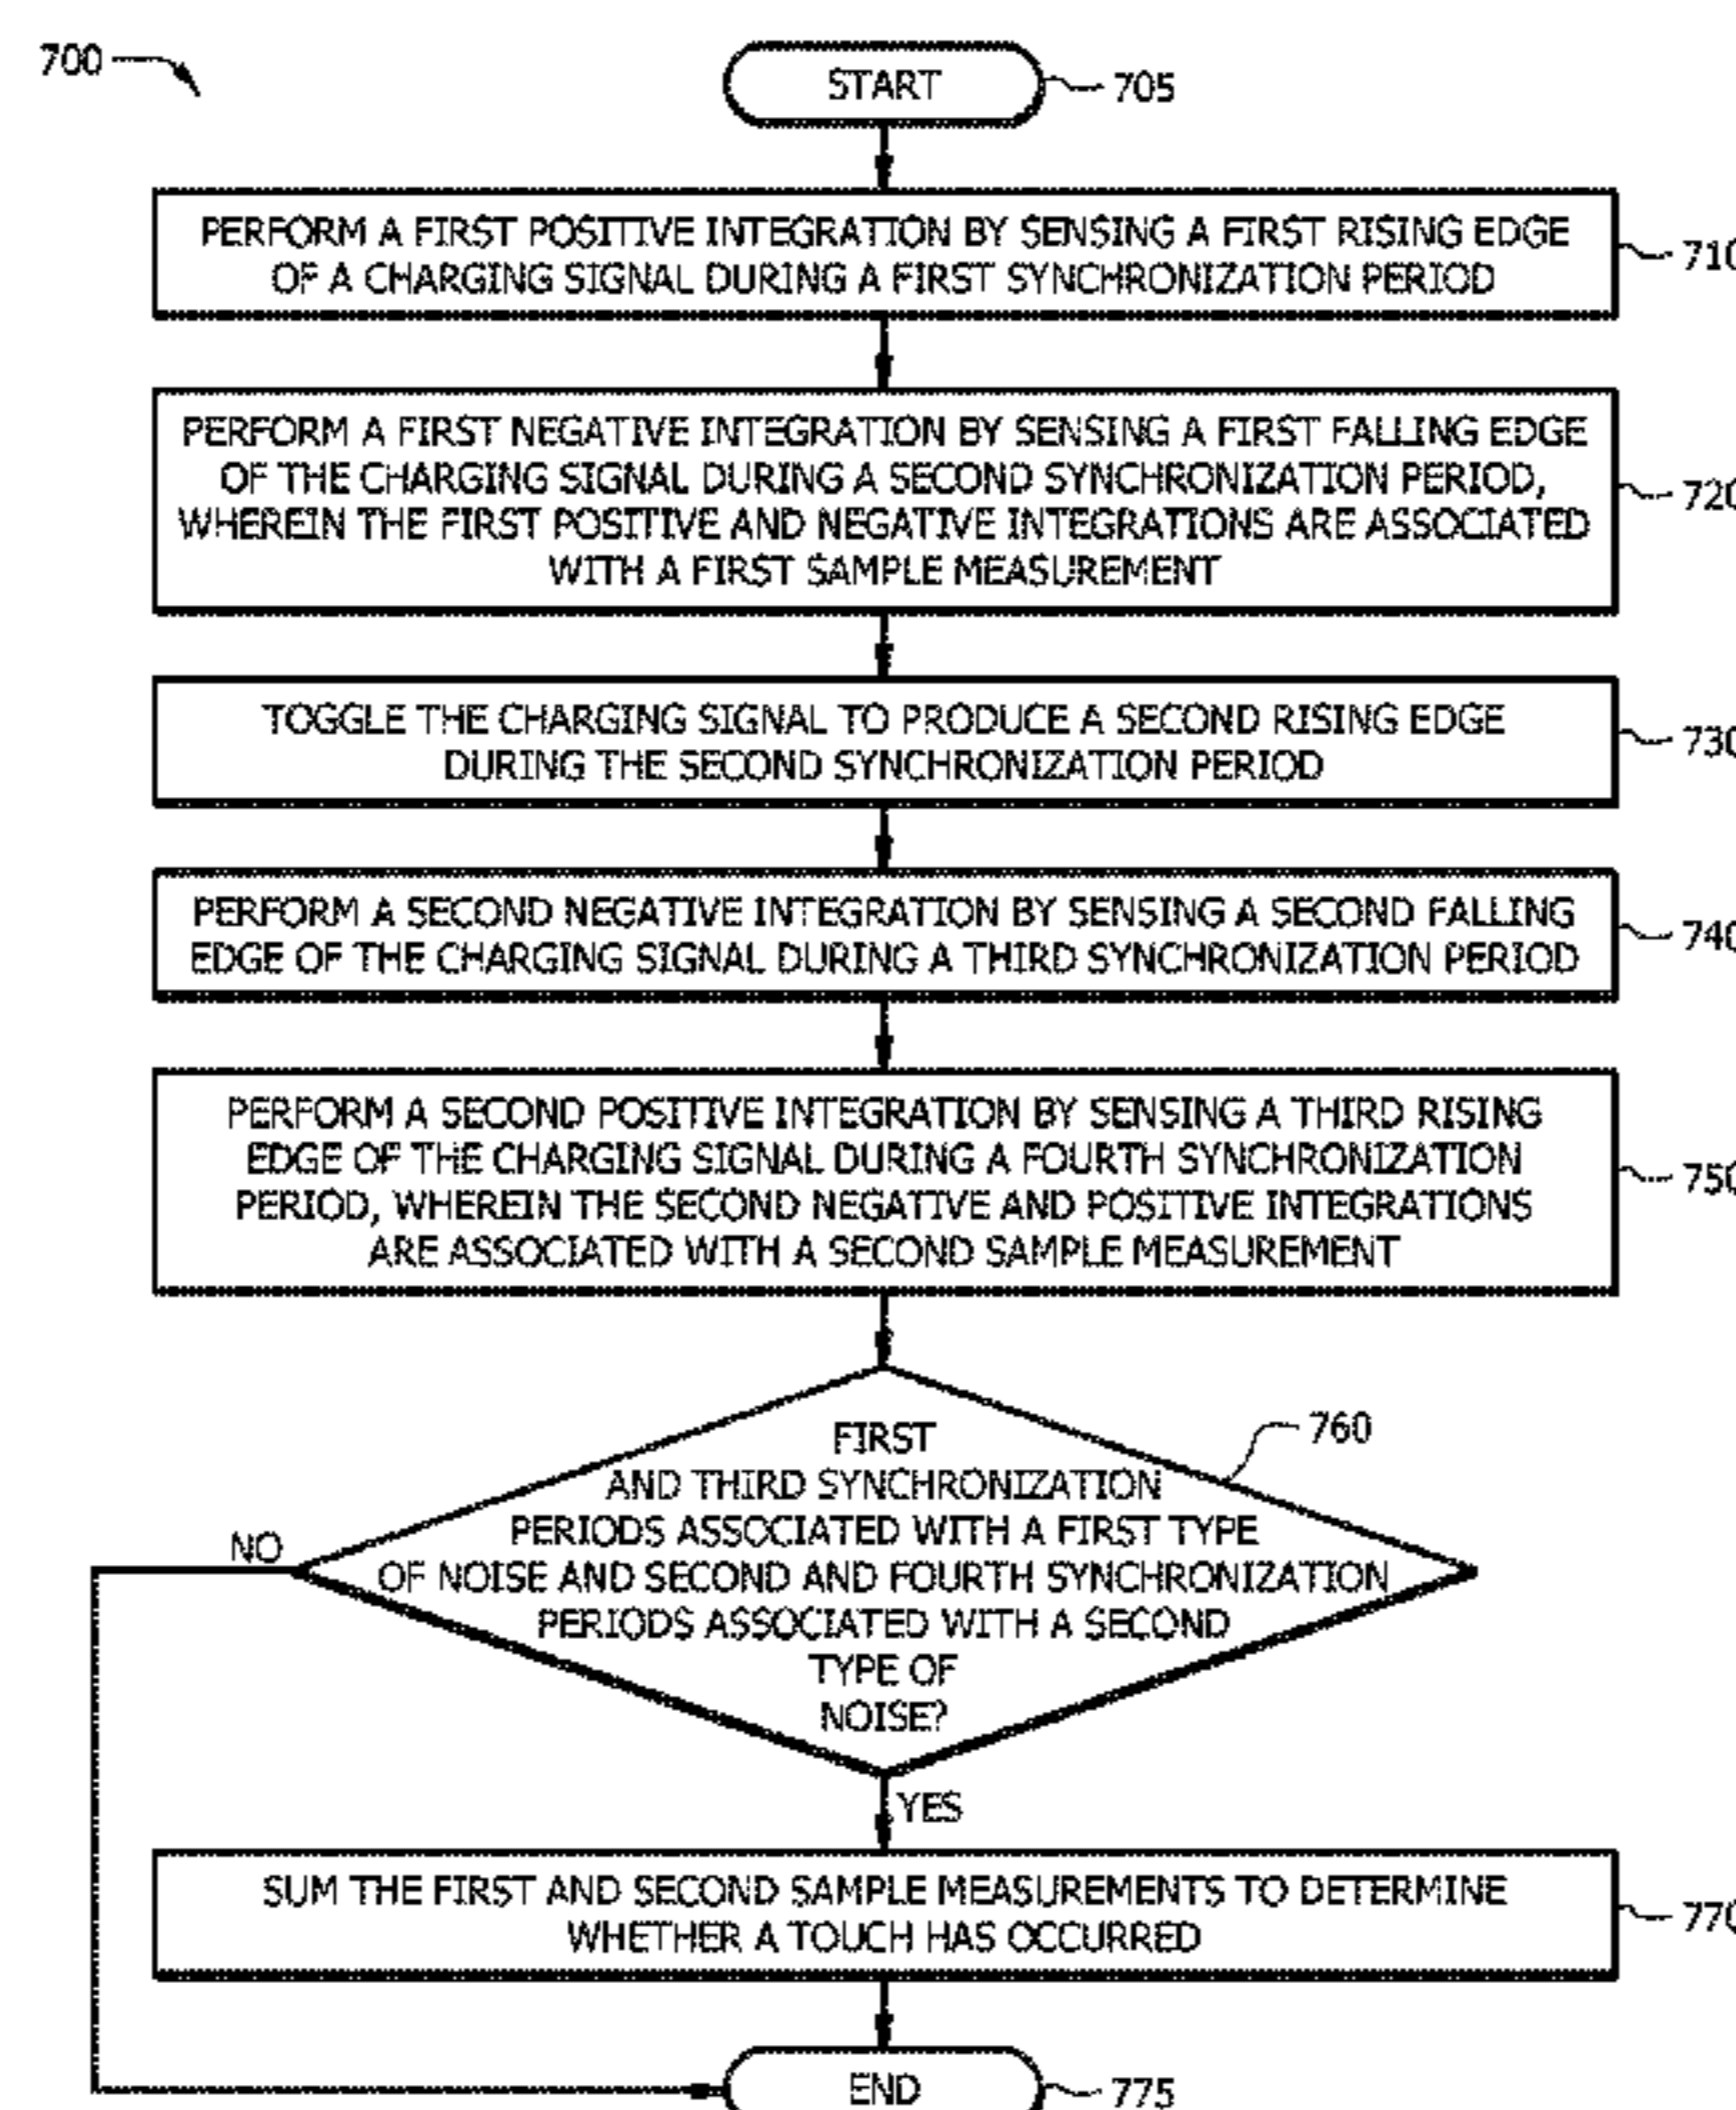 700
START
705
PERFORM A FIRST POSITIVE INTEGRATION BY SENSING A FIRST RISING EDGE
OF A CHARGING SIGNAL DURING A FIRST SYNCHRONIZATION PERIOD
710
PERFORM A FIRST NEGATIVE INTEGRATION BY SENSING A FIRST FALLING EDGE
OF THE CHARGING SIGNAL DURING A SECOND SYNCHRONIZATION PERIOD,
WHEREIN THE FIRST POSITIVE AND NEGATIVE INTEGRATIONS ARE ASSOCIATED
WITH A FIRST SAMPLE MEASUREMENT
720
TOGGLE THE CHARGING SIGNAL TO PRODUCE A SECOND RISING EDGE
DURING THE SECOND SYNCHRONIZATION PERIOD
730
PERFORM A SECOND NEGATIVE INTEGRATION BY SENSING A SECOND FALLING
EDGE OF THE CHARGING SIGNAL DURING A THIRD SYNCHRONIZATION PERIOD
740
PERFORM A SECOND POSITIVE INTEGRATION BY SENSING A THIRD RISING
EDGE OF THE CHARGING SIGNAL DURING A FOURTH SYNCHRONIZATION
PERIOD, WHEREIN THE SECOND NEGATIVE AND POSITIVE INTEGRATIONS
ARE ASSOCIATED WITH A SECOND SAMPLE MEASUREMENT
750
FIRST
AND THIRD SYNCHRONIZATION
PERIODS ASSOCIATED WITH A FIRST TYPE
OF NOISE AND SECOND AND FOURTH SYNCHRONIZATION
PERIODS ASSOCIATED WITH A SECOND
TYPE OF
NOISE?
760
NO
YES
SUM THE FIRST AND SECOND SAMPLE MEASUREMENTS TO DETERMINE
WHETHER A TOUCH HAS OCCURRED
770
END
775